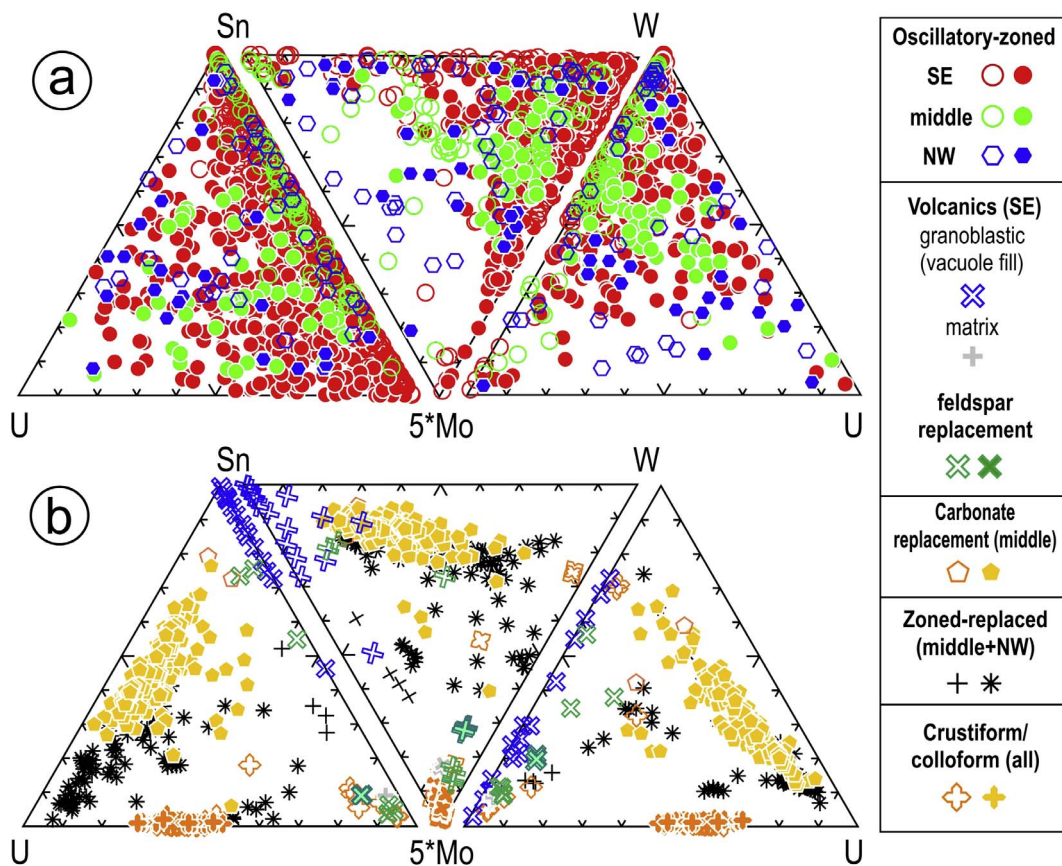 Sn
W
a
U
5*Mo
U
Sn
W
b
U
5*Mo
U
Oscillatory-zoned
SE
middle
NW
Volcanics (SE)
granoblastic
(vacuole fill)
matrix
feldspar
replacement
Carbonate
replacement (middle)
Zoned-replaced
(middle+NW)
Crustiform/
colloform (all)